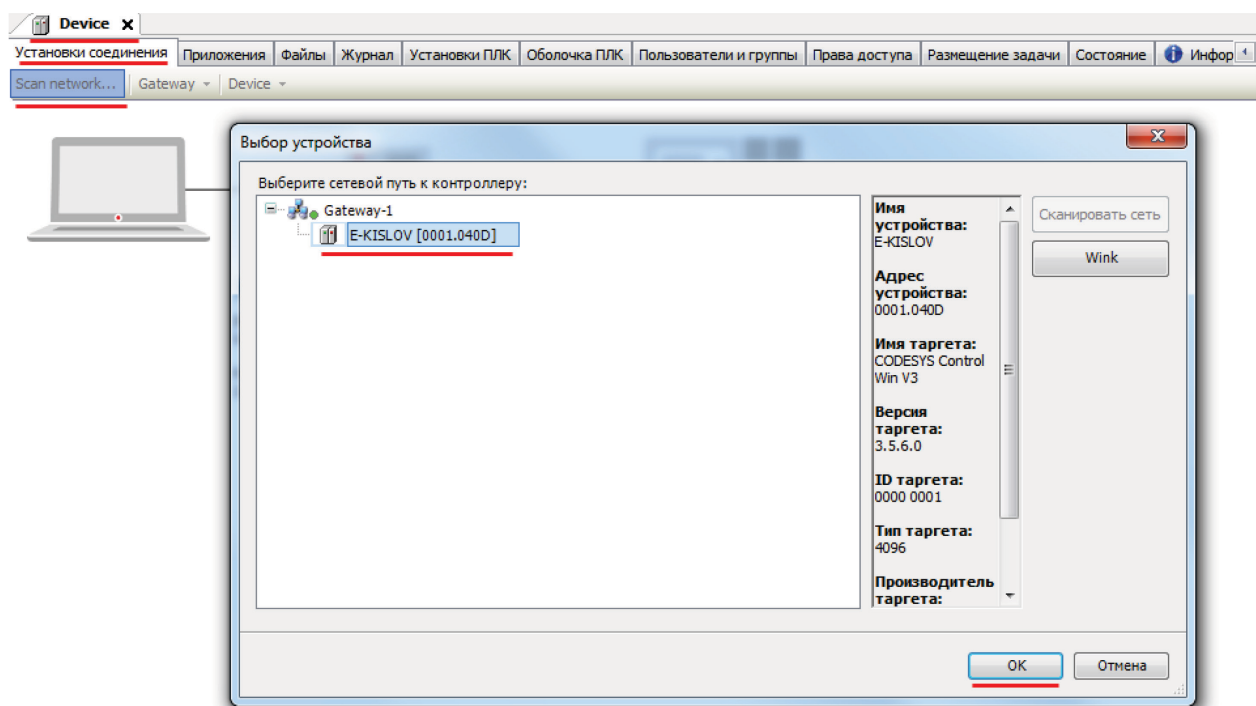 Device
Установки соединения Приложения Файлы Журнал Установки ПЛК Оболочка ПЛК Пользователи и группы Права доступа Размещение задачи Состояние Инфор
Scan network... Gateway Device
Выбор устройства
Выберите сетевой путь к контроллеру:
Gateway-1
E-KISLOV [0001.040D]
Имя
устройства:
E-KISLOV
Адрес
устройства:
0001.040D
Имя таргета:
CODESYS Control
Win V3
Версия
таргета:
3.5.6.0
ID таргета:
0000 0001
Тип таргета:
4096
Производитель
таргета:
Сканировать сеть
Wink
OK Отмена